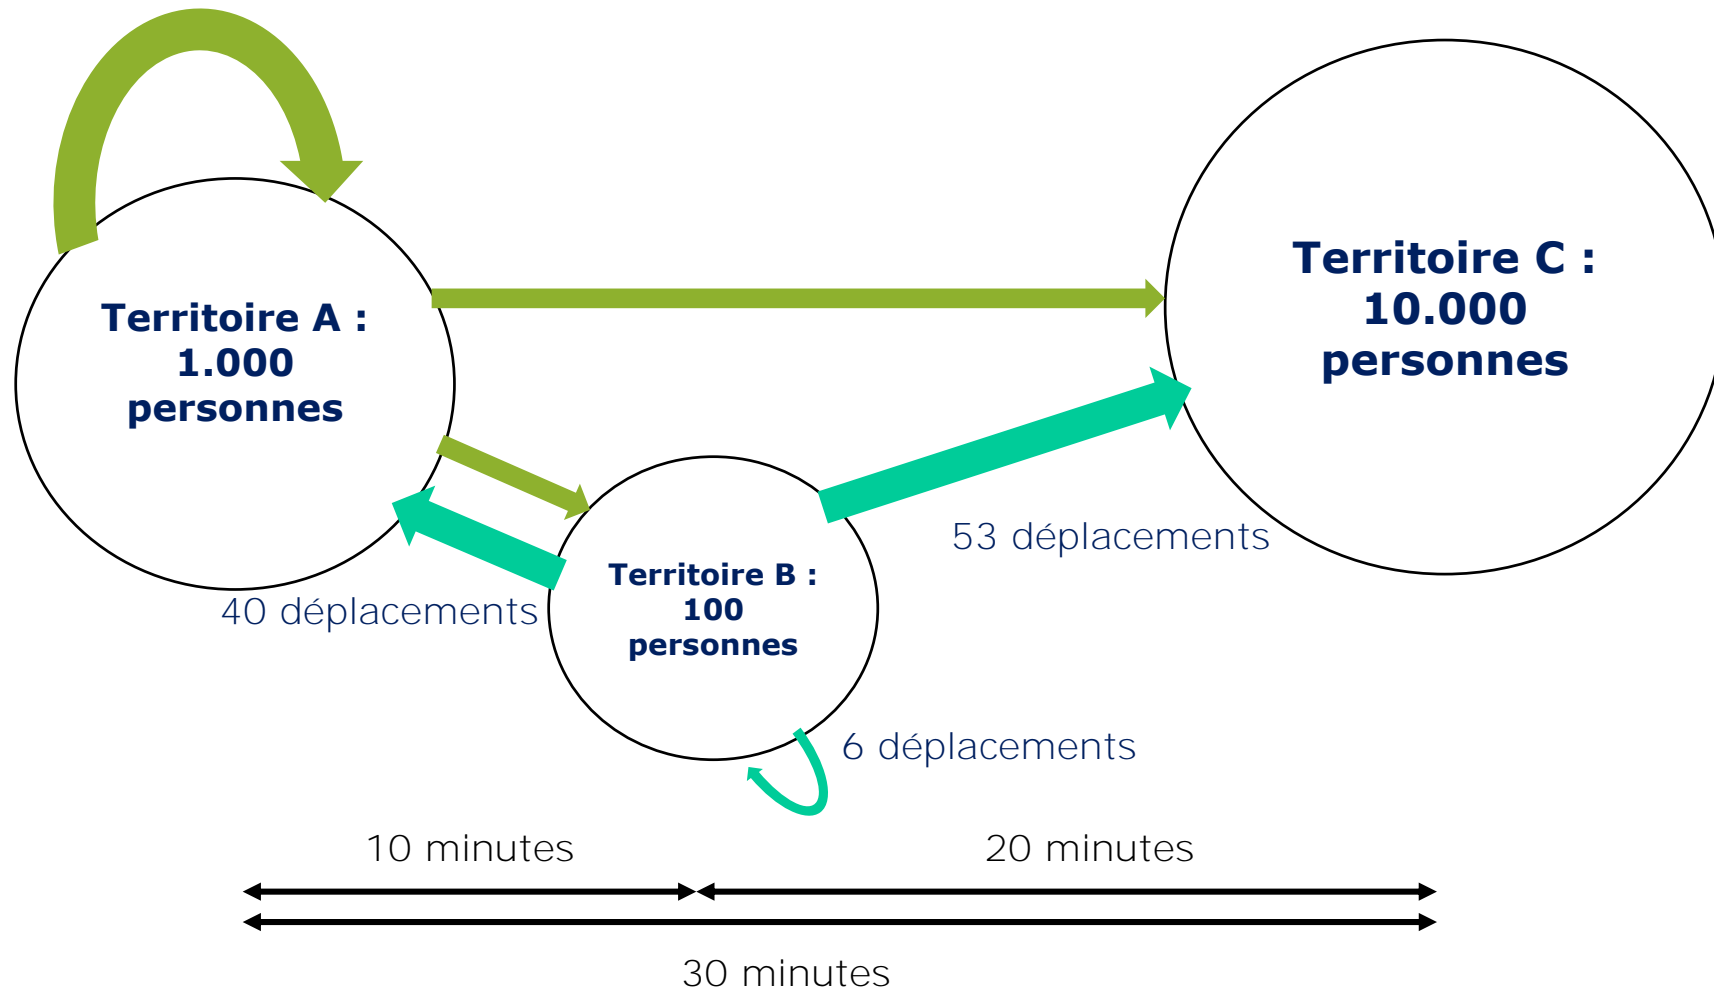 Territoire A :
1.000
personnes
Territoire C :
10.000
personnes
53 déplacements
Territoire B :
100
personnes
40 déplacements
6 déplacements
10 minutes
20 minutes
30 minutes